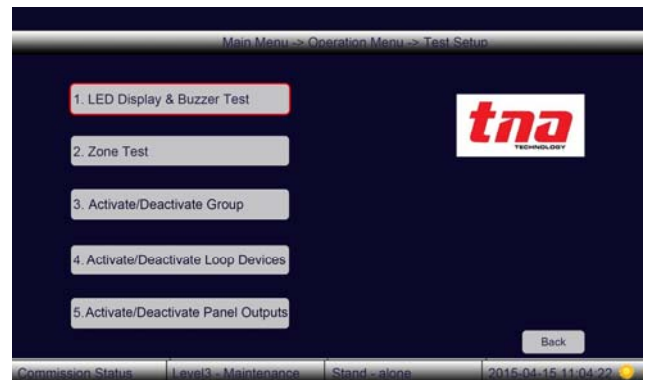 Main Menu -> Operation Menu -> Test Setup
1. LED Display & Buzzer Test
tna
TECHNOLOGY
2. Zone Test
3. Activate/Deactivate Group
4. Activate/Deactivate Loop Devices
5.Activate/Deactivate Panel Outputs
Back
Commission Status Level3 - Maintenance Stand - alone 2015-04-15 11:04:22